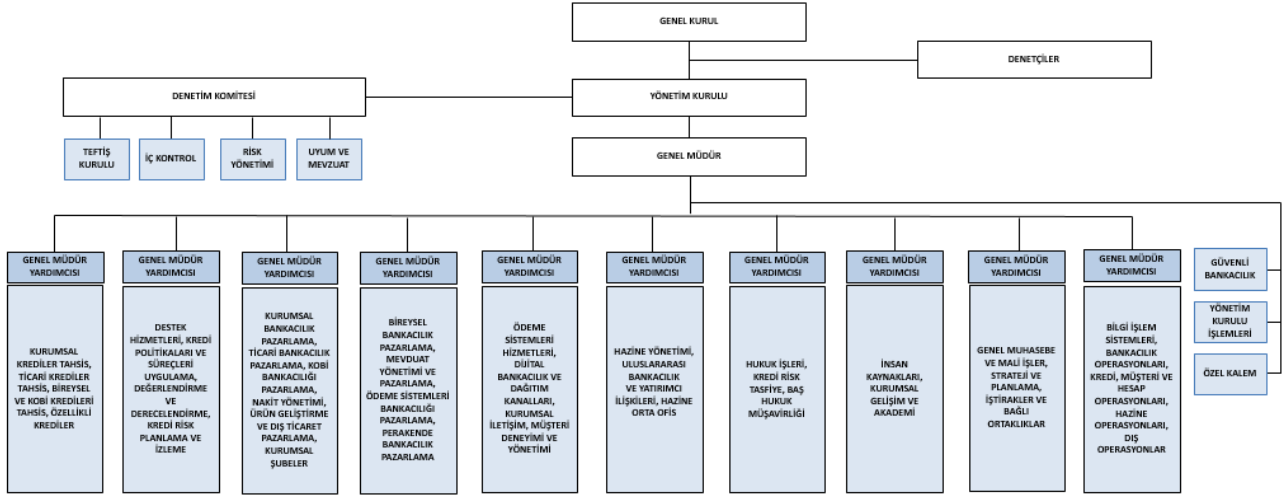 GENEL KURUL
DENETÇİLER
DENETİM KOMİTESİ
YÖNETİM KURULU
TEFTİŞ
KURULU
İÇ KONTROL
RİSK
YÖNETİMİ
UYUM VE
MEVZUAT
GENEL MÜDÜR
GENEL MÜDÜR
YARDIMCISI
KURUMSAL
KREDİLER TAHSİS,
TİCARİ KREDİLER
TAHSİS, BİREYSEL
VE KOBİ KREDİLERİ
TAHSİS, ÖZELLİKLİ
KREDİLER
GENEL MÜDÜR
YARDIMCISI
DESTEK
HİZMETLERİ, KREDİ
POLİTİKALARI VE
SÜREÇLERİ
UYGULAMA,
DEĞERLENDİRME
VE
DERECELENDİRME,
KREDİ RİSK
PLANLAMA VE
İZLEME
GENEL MÜDÜR
YARDIMCISI
KURUMSAL
BANKACILIK
PAZARLAMA,
TİCARİ BANKACILIK
PAZARLAMA, KOBİ
BANKACILIĞI
PAZARLAMA,
NAKİT YÖNETİMİ,
ÜRÜN GELİŞTİRME
VE DIŞ TİCARET
PAZARLAMA,
KURUMSAL
ŞUBELER
GENEL MÜDÜR
YARDIMCISI
BİREYSEL
BANKACILIK
PAZARLAMA,
MEVDUAT
YÖNETİMİ VE
PAZARLAMA,
ÖDEME SİSTEMLERİ
BANKACILIĞI
PAZARLAMA,
PERAKENDE
BANKACILIK
PAZARLAMA
GENEL MÜDÜR
YARDIMCISI
ÖDEME
SİSTEMLERİ
HİZMETLERİ,
DİJİTAL
BANKACILIK VE
DAĞITIM
KANALLARI,
KURUMSAL
İLETİŞİM, MÜŞTERİ
DENEYİMİ VE
YÖNETİMİ
GENEL MÜDÜR
YARDIMCISI
HAZİNE YÖNETİMİ,
ULUSLARARASI
BANKACILIK
VE YATIRIMCI
İLİŞKİLERİ, HAZİNE
ORTA OFİS
GENEL MÜDÜR
YARDIMCISI
HUKUK İŞLERİ,
KREDİ RİSK
TASFİYE, BAŞ
HUKUK
MÜŞAVİRLİĞİ
GENEL MÜDÜR
YARDIMCISI
İNSAN
KAYNAKLARI,
KURUMSAL
GELİŞİM VE
AKADEMİ
GENEL MÜDÜR
YARDIMCISI
GENEL MUHASEBE
VE MALİ İŞLER,
STRATEJİ VE
PLANLAMA,
İŞTİRAKLER VE
BAĞLI
ORTAKLIKLAR
GENEL MÜDÜR
YARDIMCISI
BİLGİ İŞLEM
SİSTEMLERİ,
BANKACILIK
OPERASYONLARI,
KREDİ, MÜŞTERİ VE
HESAP
OPERASYONLARI,
HAZİNE
OPERASYONLARI,
DIŞ
OPERASYONLAR
GÜVENLİ
BANKACILIK
YÖNETİM
KURULU
İŞLEMLERİ
ÖZEL KALEM